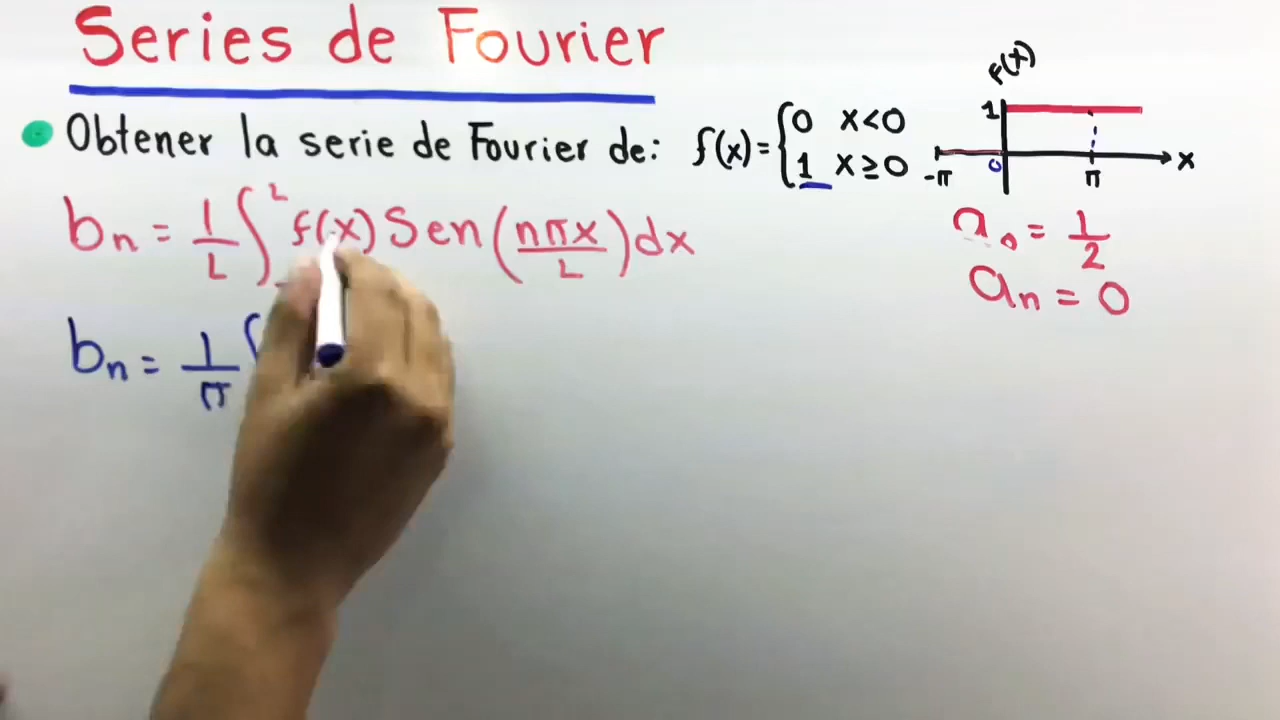 Series de Fourier
Obtener la serie de Fourier de: f(x)= { 0 x<0
1 x≥0
f(x)
1
-π 0 π x
bn = 1/L ∫ L f(x) Sen (nπx/L) dx
a₀ = 1/2
an = 0
bn = 1/π ∫